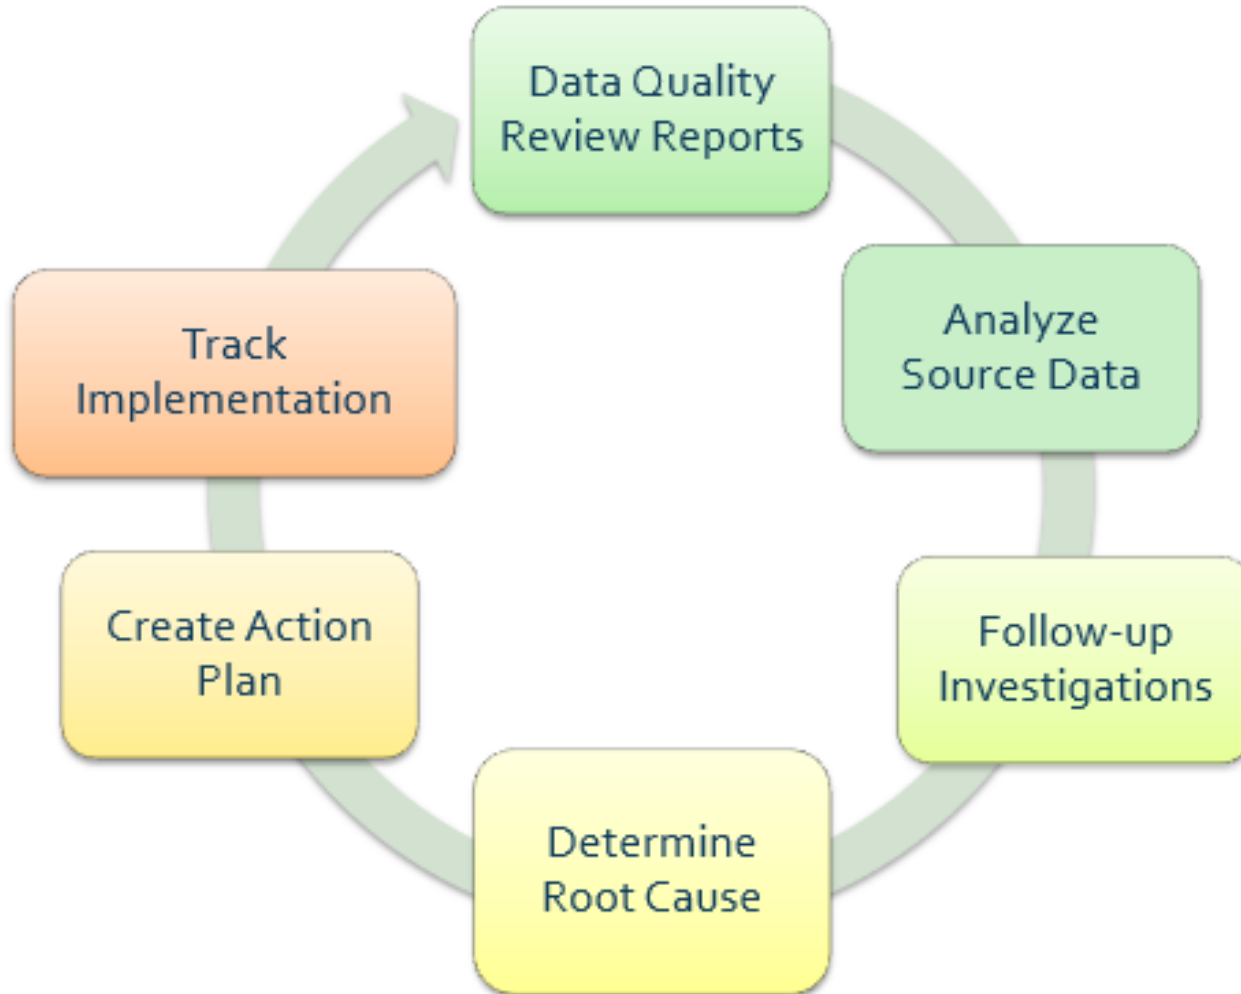 Data Quality
Review Reports
Analyze
Source Data
Follow-up
Investigations
Determine
Root Cause
Create Action
Plan
Track
Implementation